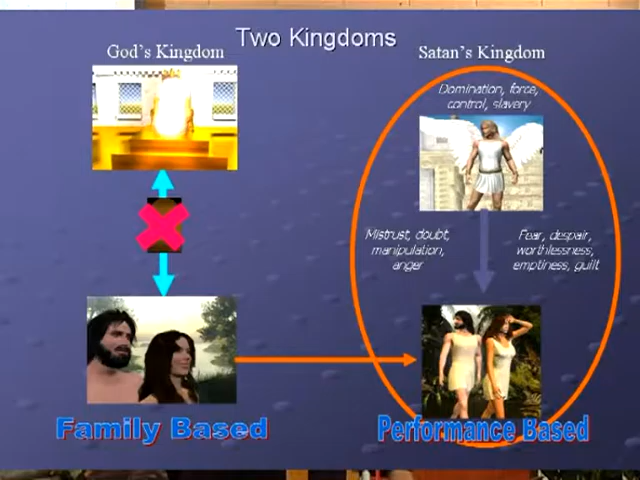 Two Kingdoms
God's Kingdom
Satan's Kingdom
Domination, force,
control, slavery
Mistrust, doubt,
manipulation,
anger
Fear, despair,
worthlessness,
emptiness, guilt
Family Based
Performance Based